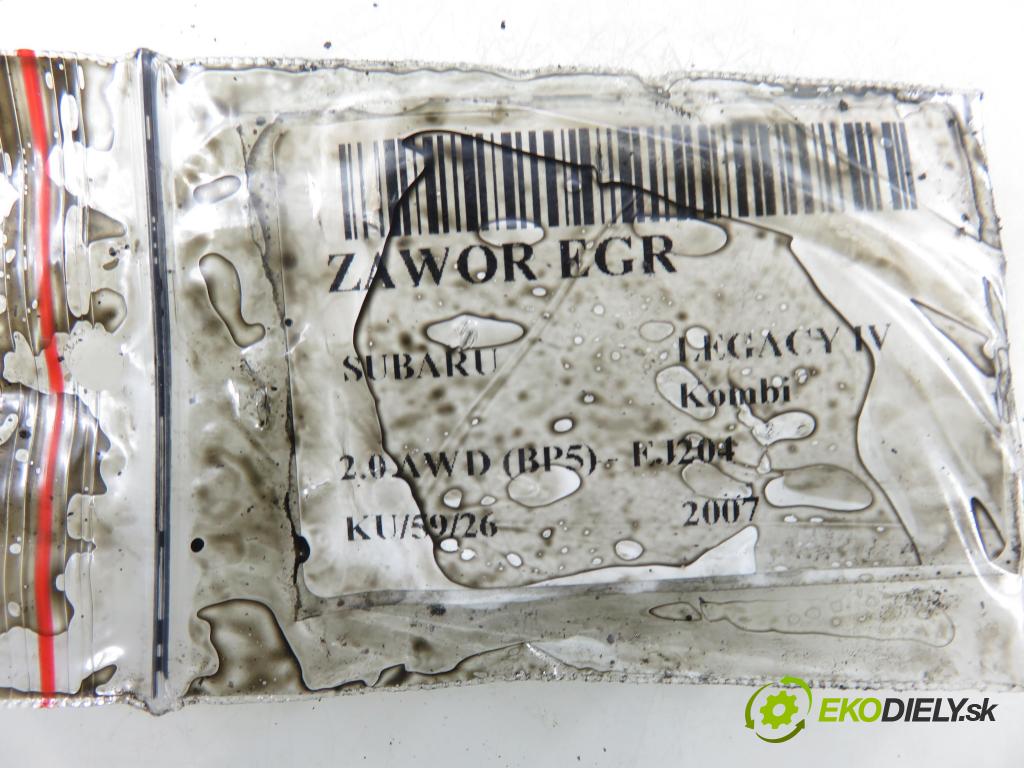 ZAWOR EGR
SUBARU LEGACY IV
Kombi
2.0 AWD (BP5) - EJ204
KU/59/26 2007
EKODIELY.sk